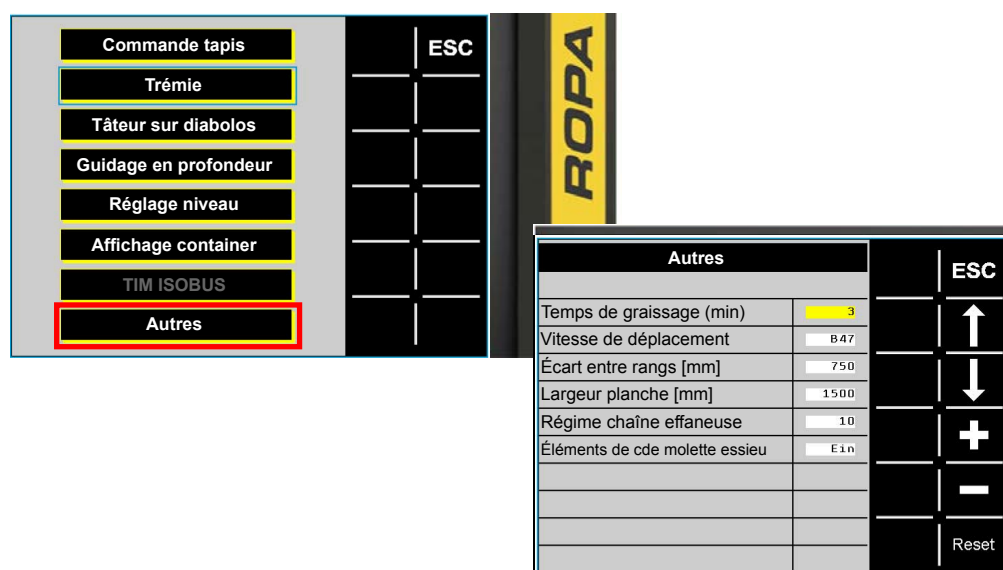 Commande tapis
ESC
Trémie
Tâteur sur diabolos
Guidage en profondeur
Réglage niveau
Affichage container
TIM ISOBUS
Autres
ROPA
Autres
ESC
Temps de graissage (min) 3
Vitesse de déplacement B47
Écart entre rangs [mm] 750
Largeur planche [mm] 1500
Régime chaîne effaneuse 10
Éléments de cde molette essieu Ein
Reset